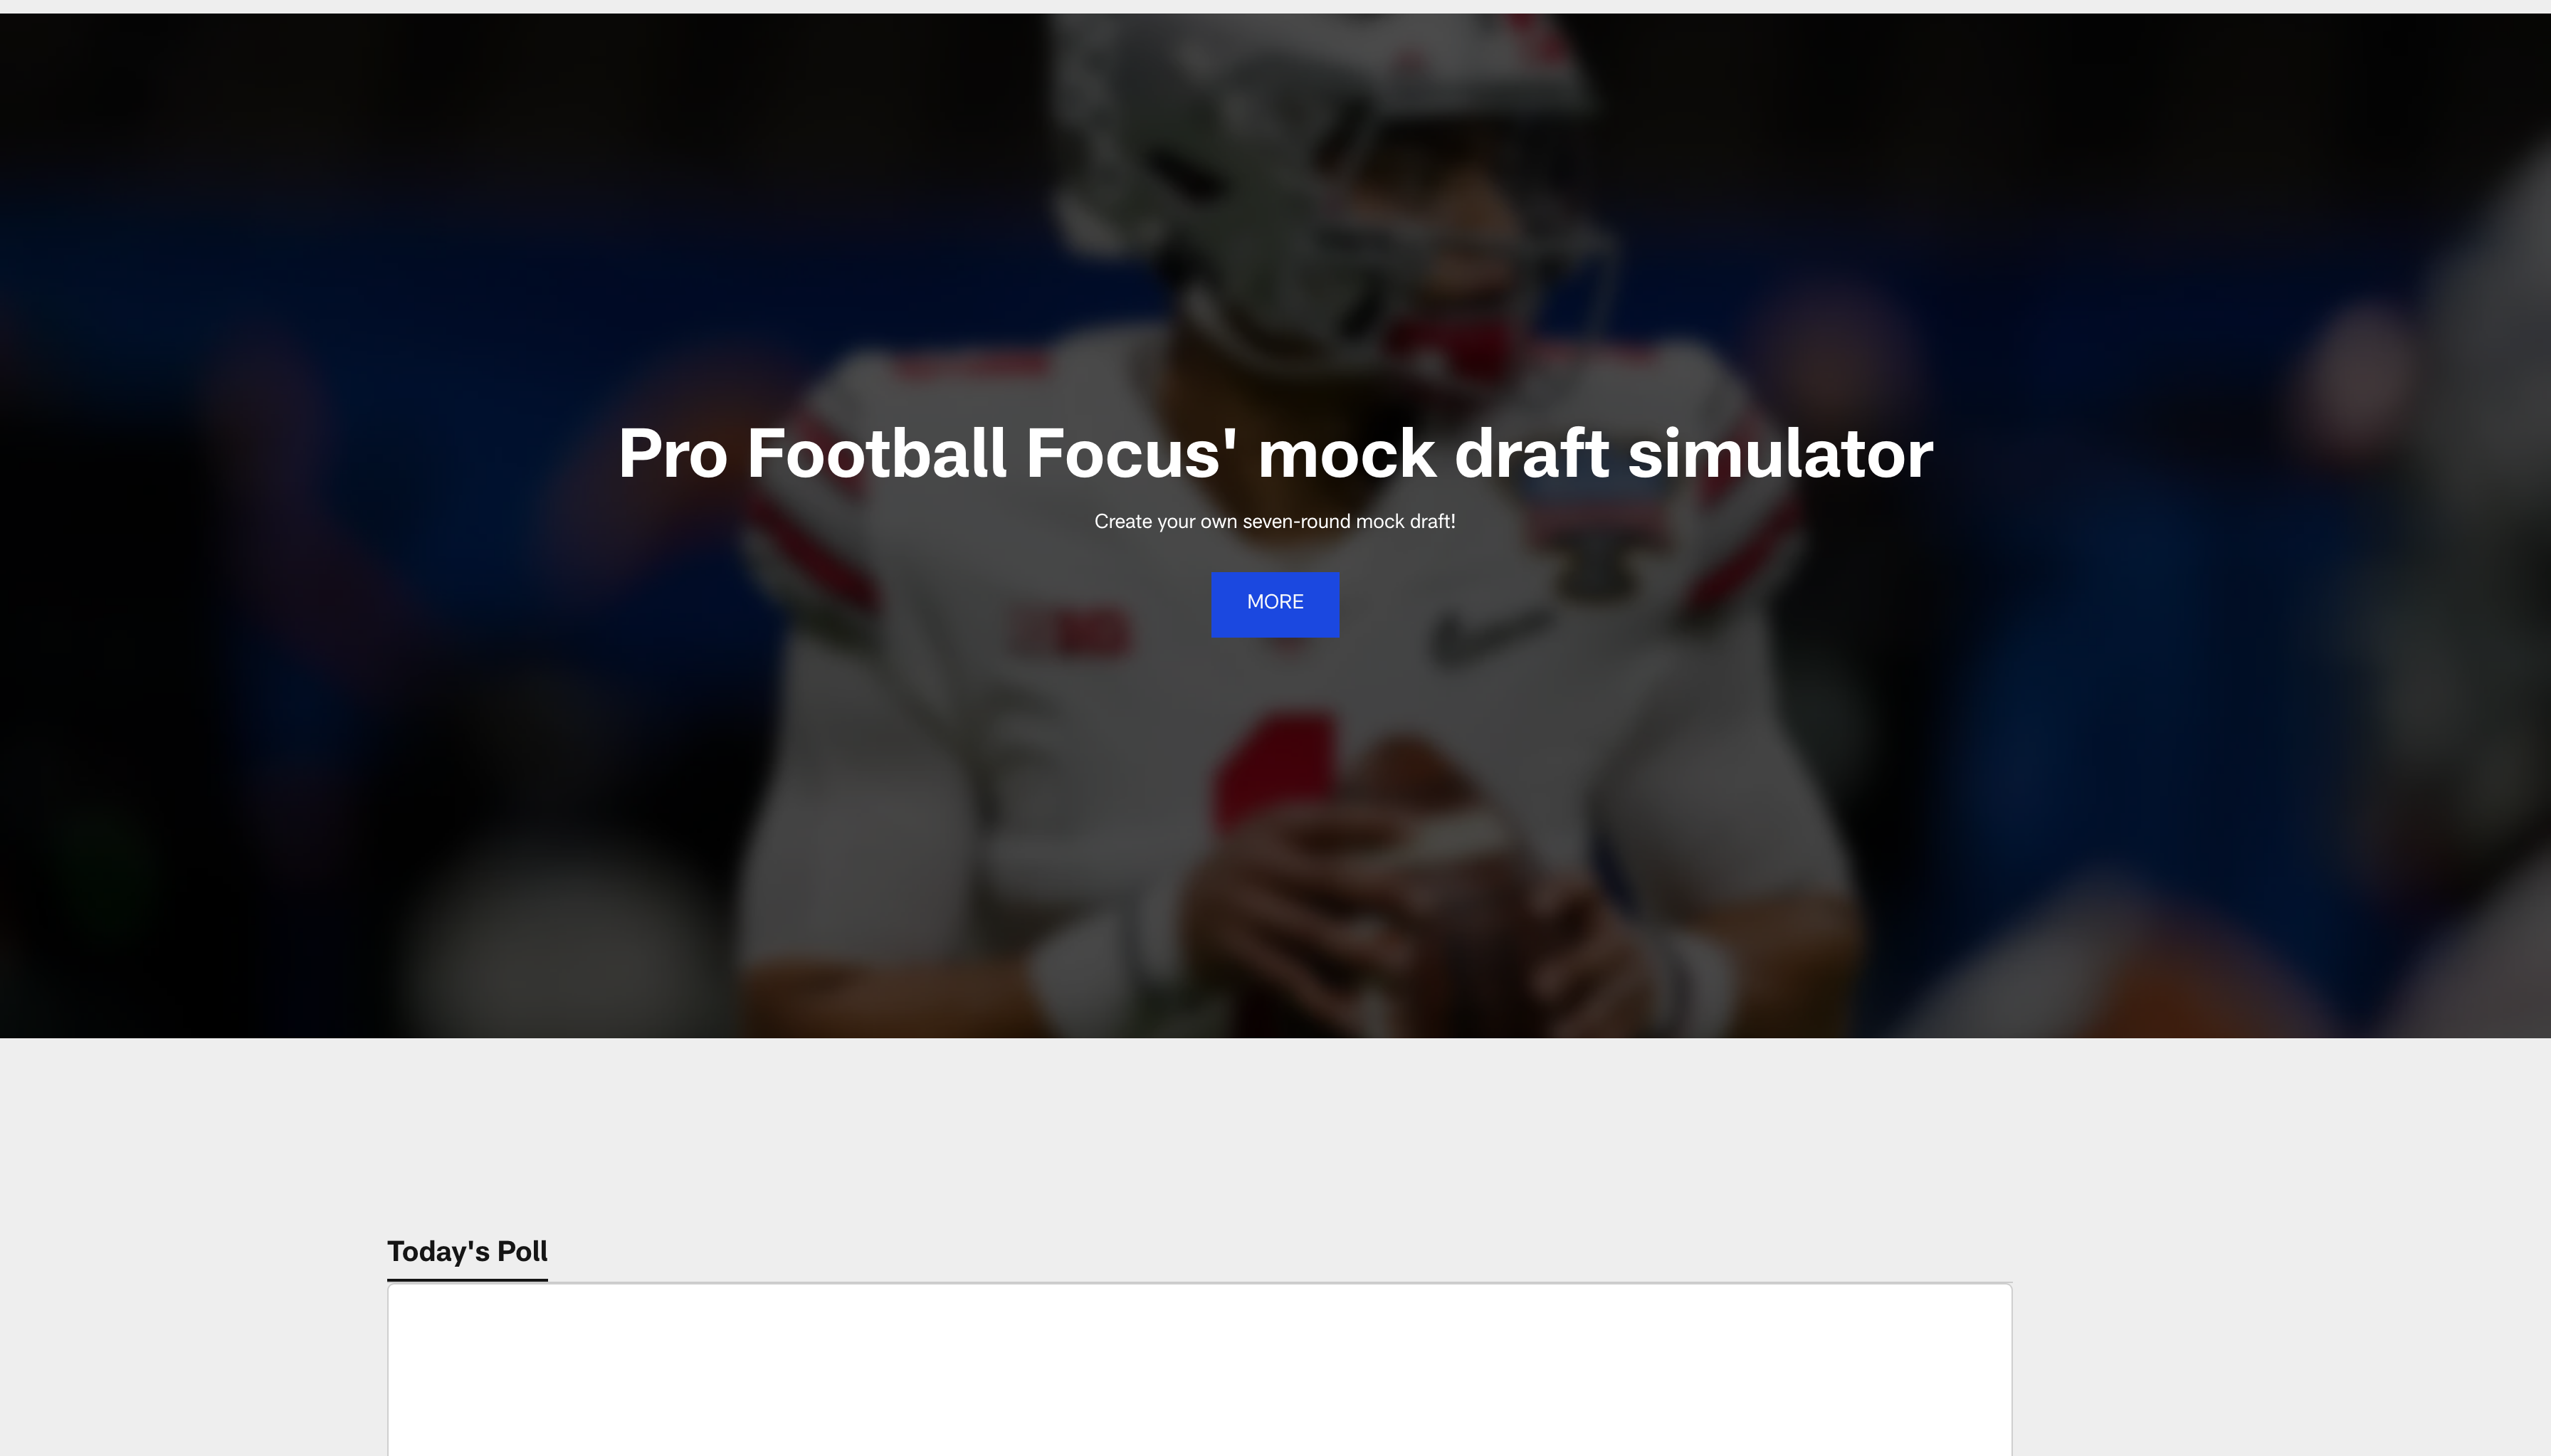 Pro Football Focus' mock draft simulator
Create your own seven-round mock draft!
MORE
Today's Poll